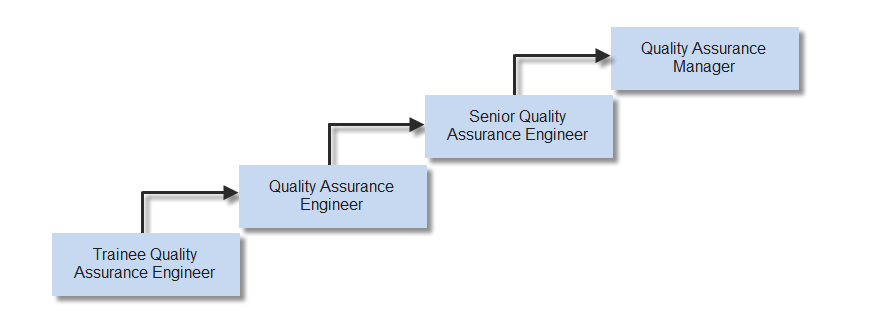 Quality Assurance
Manager
Senior Quality
Assurance Engineer
Quality Assurance
Engineer
Trainee Quality
Assurance Engineer